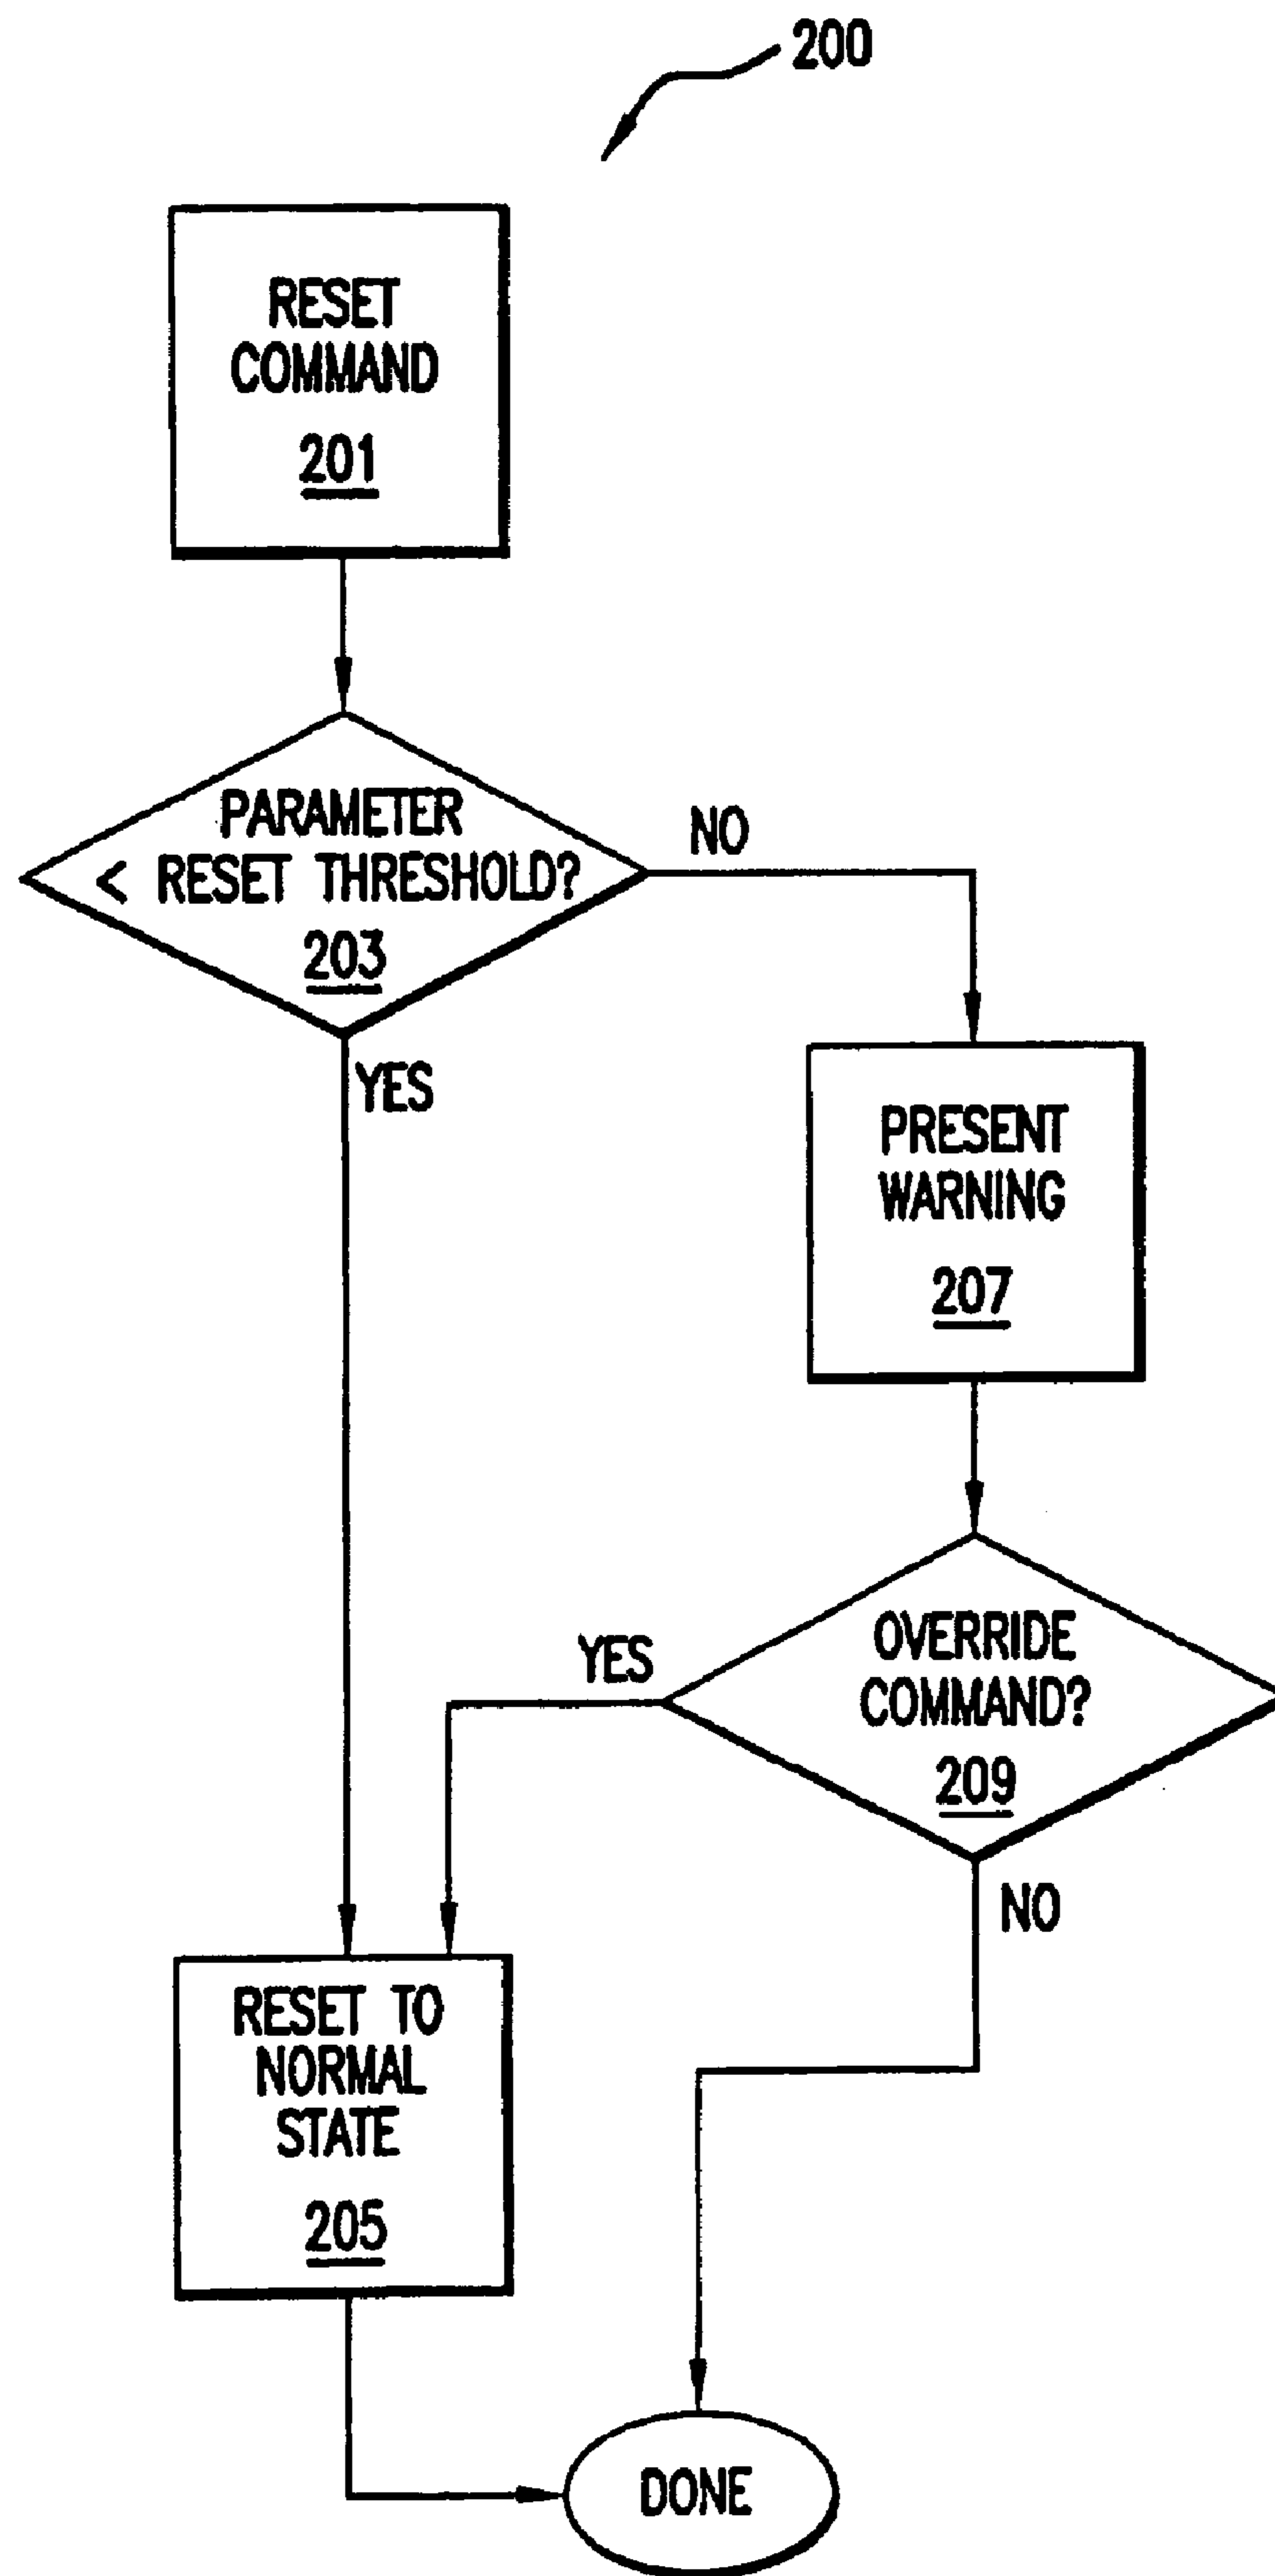 200
RESET
COMMAND
201
PARAMETER
< RESET THRESHOLD?
203
NO
YES
PRESENT
WARNING
207
OVERRIDE
COMMAND?
209
YES
NO
RESET TO
NORMAL
STATE
205
DONE